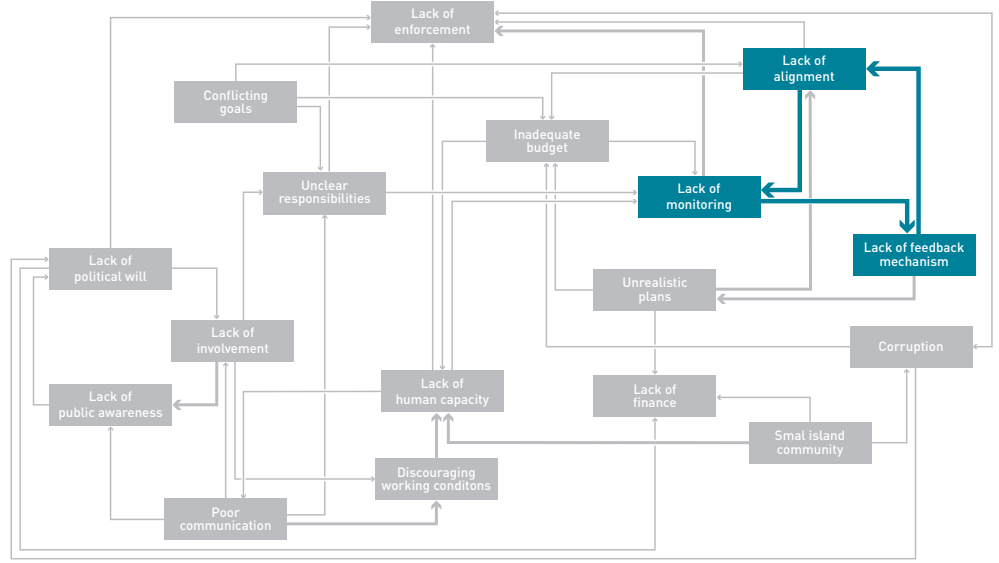 Lack of
enforcement
Lack of
alignment
Conflicting
goals
Inadequate
budget
Unclear
responsibilities
Lack of
monitoring
Lack of
political will
Lack of feedback
mechanism
Unrealistic
plans
Lack of
involvement
Corruption
Lack of
public awareness
Lack of
human capacity
Lack of
finance
Smal island
community
Discouraging
working conditons
Poor
communication